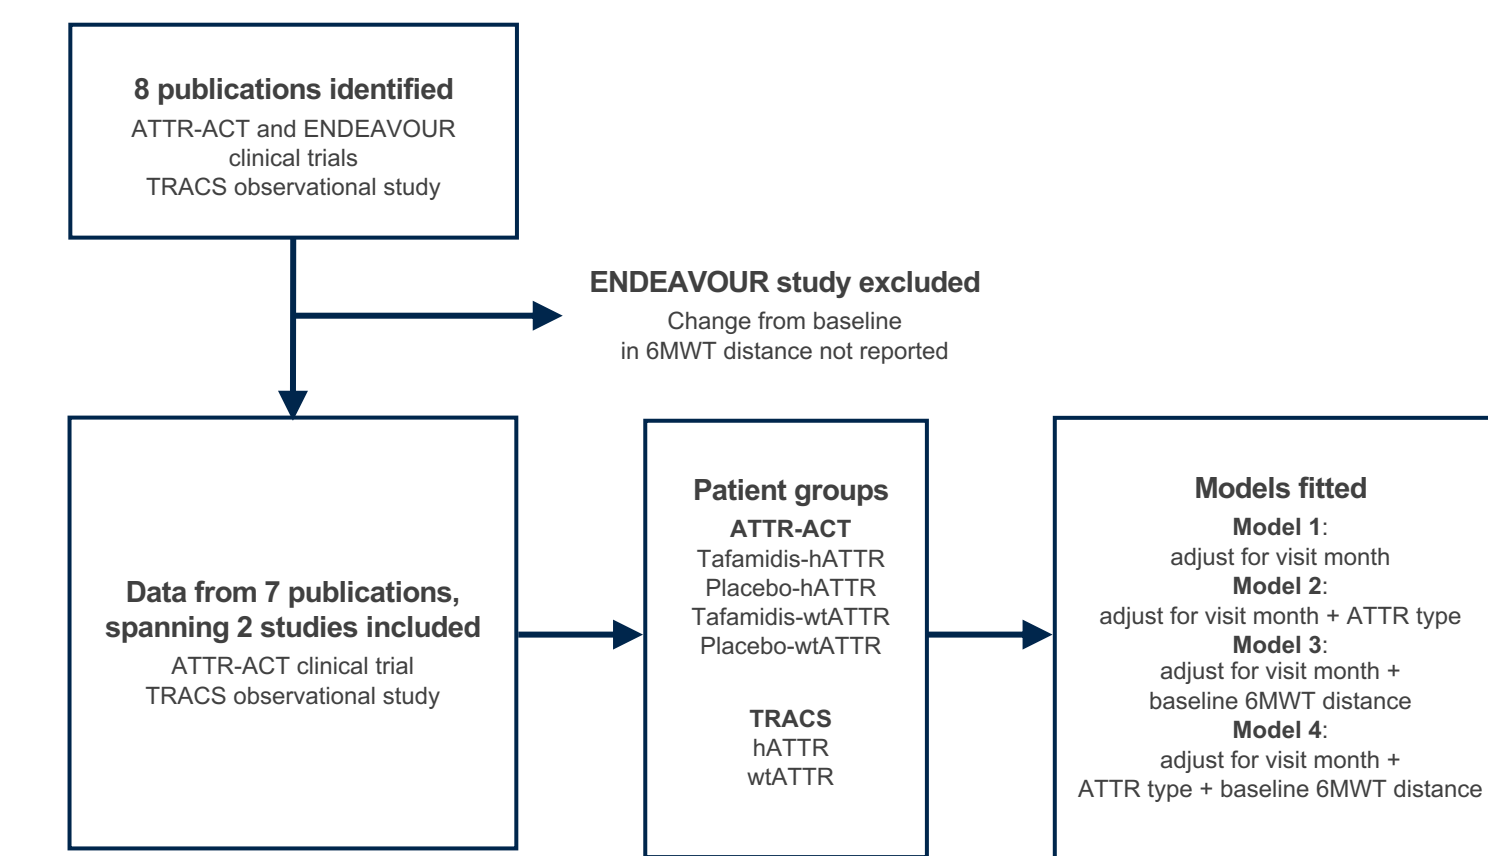 8 publications identified
ATTR-ACT and ENDEAVOUR
clinical trials
TRACS observational study
ENDEAVOUR study excluded
Change from baseline
in 6MWT distance not reported
Data from 7 publications,
spanning 2 studies included
ATTR-ACT clinical trial
TRACS observational study
Patient groups
ATTR-ACT
Tafamidis-hATTR
Placebo-hATTR
Tafamidis-wtATTR
Placebo-wtATTR
TRACS
hATTR
wtATTR
Models fitted
Model 1:
adjust for visit month
Model 2:
adjust for visit month + ATTR type
Model 3:
adjust for visit month +
baseline 6MWT distance
Model 4:
adjust for visit month +
ATTR type + baseline 6MWT distance